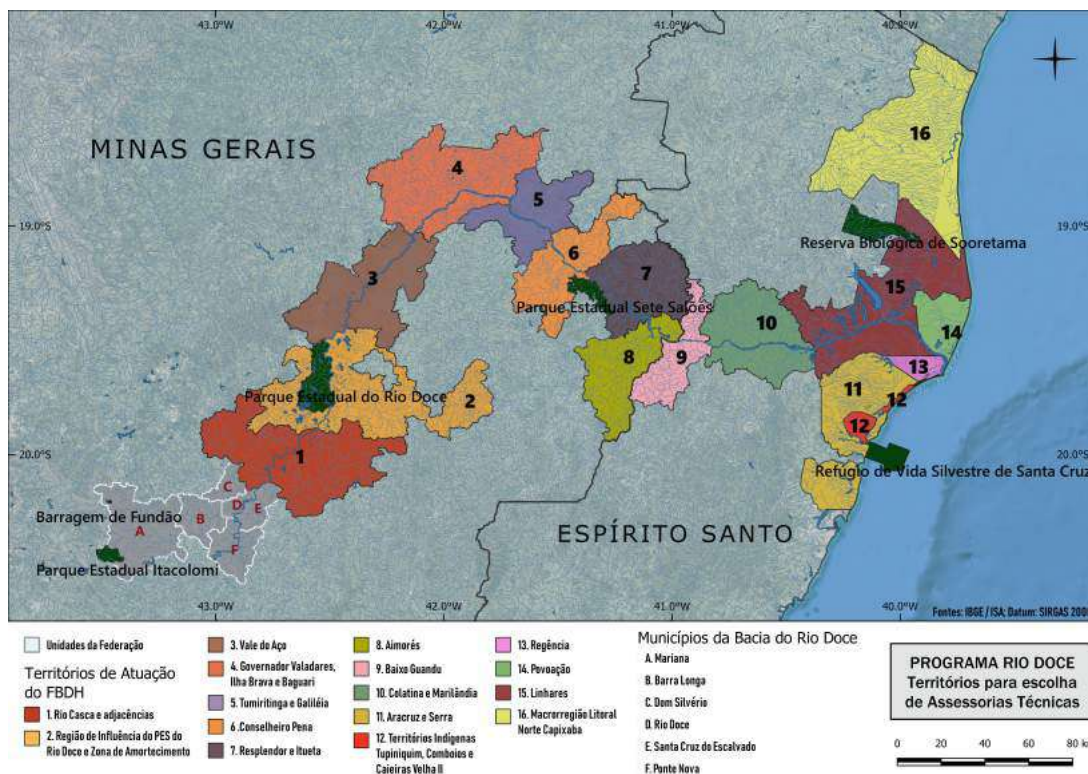 43.0°W
42.0°W
41.0°W
40.0°W
MINAS GERAIS
16
4
5
19.0°S
19.0°S
Reserva Biológica de Sooretama
6
3
7
15
Parque Estadual Sete Salões
10
14
8
9
13
Parque Estadual do Rio Doce
2
11
12
12
1
20.0°S
20.0°S
Refúgio de Vida Silvestre de Santa Cruz
C
D
E
Barragem de Fundão
B
A
ESPÍRITO SANTO
F
Parque Estadual Itacolomi
43.0°W
42.0°W
41.0°W
40.0°W
Fontes: IBGE / ISA; Datum: SIRGAS 200
Unidades da Federação
Territórios de Atuação
do FBDH
1. Rio Casca e adjacências
2. Região de Influência do PES do
Rio Doce e Zona de Amortecimento
3. Vale do Aço
4. Governador Valadares,
Ilha Brava e Baguari
5. Tumiritinga e Galiléia
6. Conselheiro Pena
7. Resplendor e Itueta
8. Aimorés
9. Baixo Guandu
10. Colatina e Marilândia
11. Aracruz e Serra
12. Territórios Indígenas
Tupiniquim, Comboios e
Caieiras Velha II
13. Regência
14. Povoação
15. Linhares
16. Macrorregião Litoral
Norte Capixaba
Municípios da Bacia do Rio Doce
A. Mariana
B. Barra Longa
C. Dom Silvério
D. Rio Doce
E. Santa Cruz do Escalvado
F. Ponte Nova
PROGRAMA RIO DOCE
Territórios para escolha
de Assessorias Técnicas
0 20 40 60 80 k